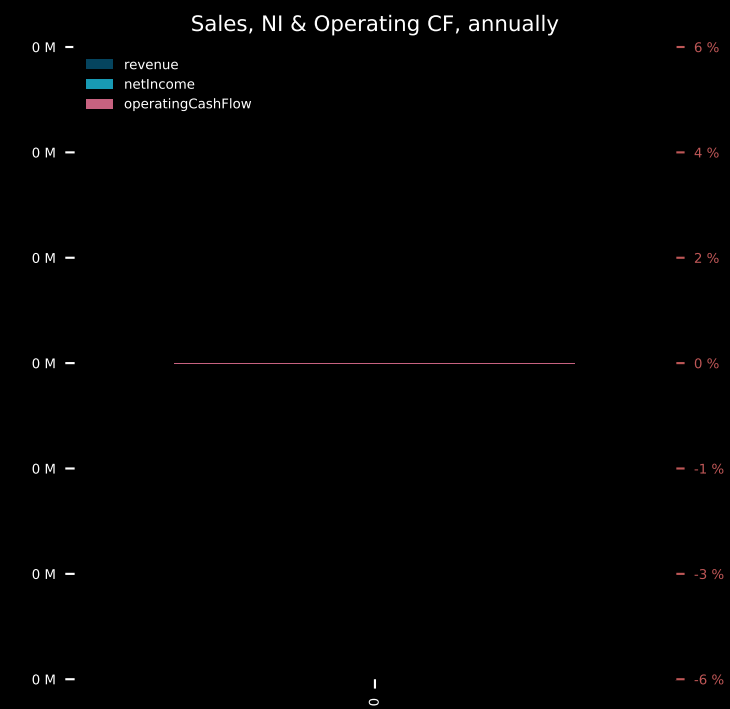 Sales, NI & Operating CF, annually
0 M
6 %
revenue
netIncome
operatingCashFlow
0 M
4 %
0 M
2 %
0 M
0 %
0 M
-1 %
0 M
-3 %
0 M
-6 %
0